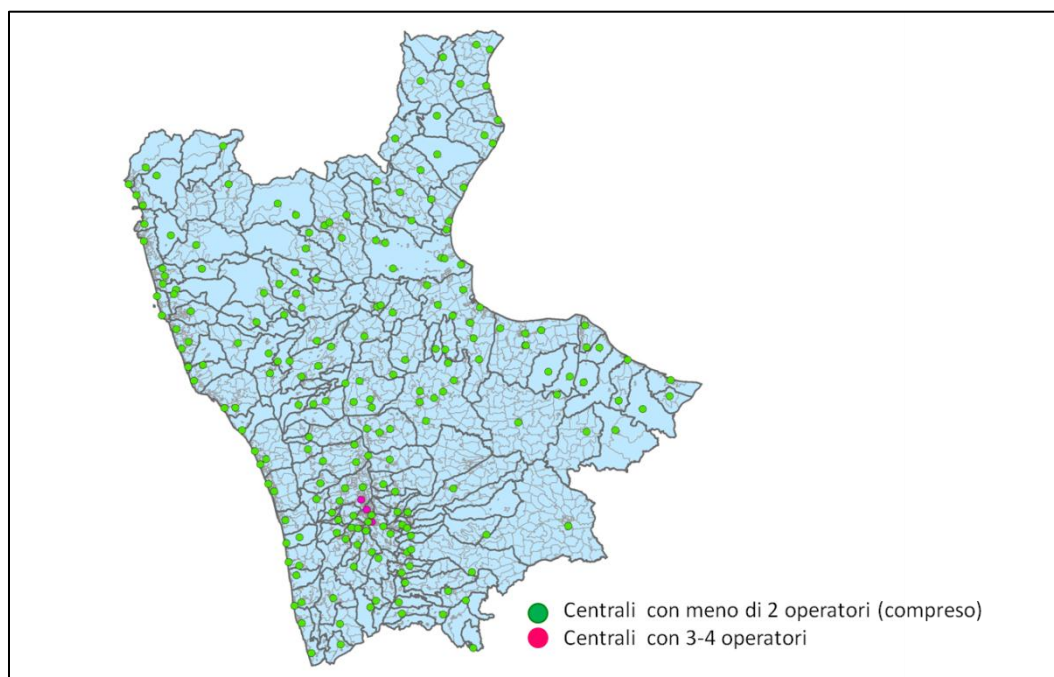 Centrali con meno di 2 operatori (compreso)
Centrali con 3-4 operatori